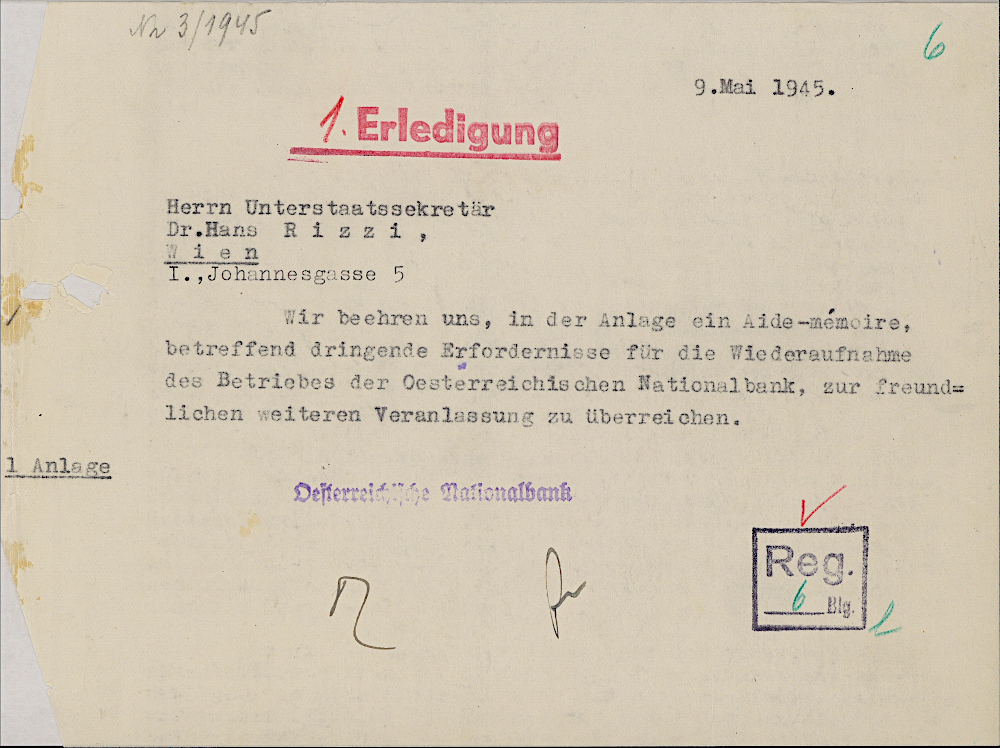 Nr 3/1945
6
9.Mai 1945.
1. Erledigung
Herrn Unterstaatssekretär
Dr.Hans R i z z i ,
W i e n
I.,Johannesgasse 5
Wir beehren uns, in der Anlage ein Aide-mémoire,
betreffend dringende Erfordernisse für die Wiederaufnahme
des Betriebes der Oesterreichischen Nationalbank, zur freund=
lichen weiteren Veranlassung zu überreichen.
1 Anlage
Oesterreichische Nationalbank
Reg.
6 Blg.